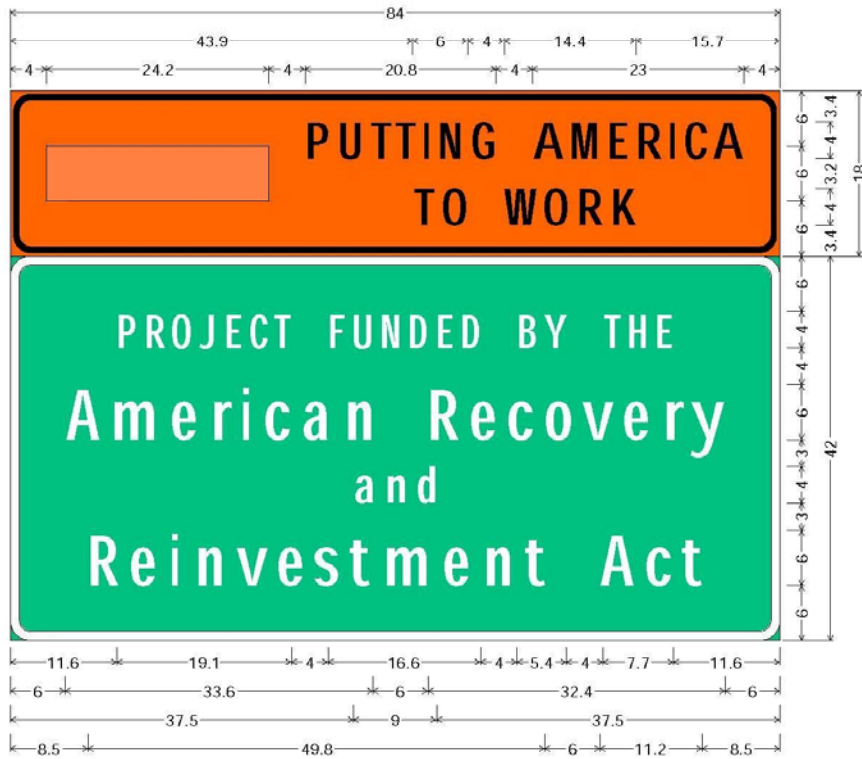 84
43.9 6 4 14.4 15.7
4 24.2 4 20.8 4 23 4
PUTTING AMERICA
TO WORK
6 6 6
3.4 4 3.2 4 3.4
18
PROJECT FUNDED BY THE
American Recovery
and
Reinvestment Act
6 4 4 6 3 4 3 6 6
42
11.6 19.1 4 16.6 4 5.4 4 7.7 11.6
6 33.6 6 32.4 6
37.5 9 37.5
8.5 49.8 6 11.2 8.5